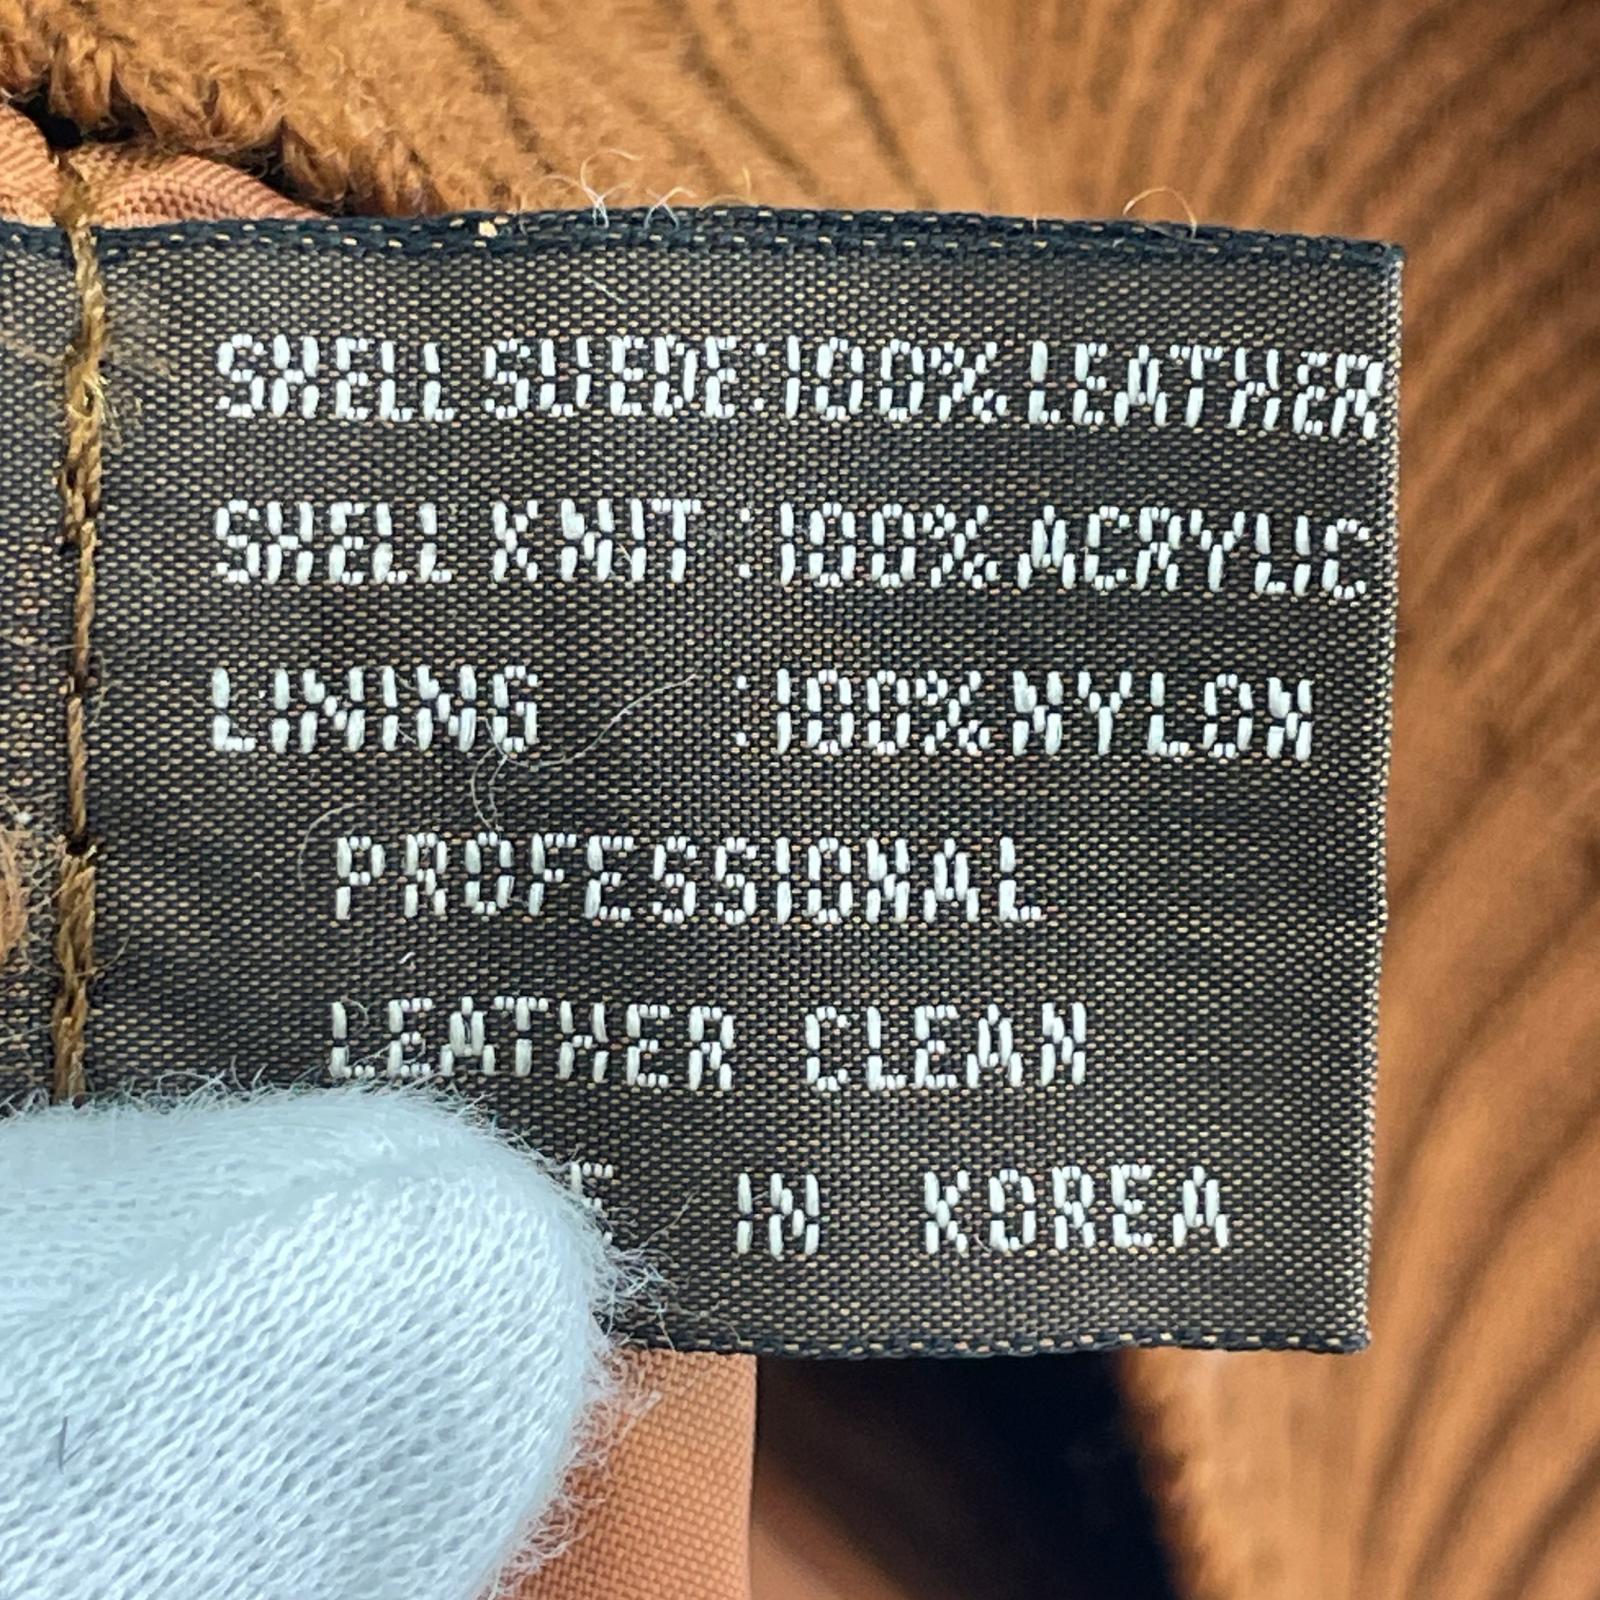 SHELL SUEDE:100% LEATHER
SHELL KNIT :100% ACRYLIC
LINING :100% NYLON
PROFESSIONAL
LEATHER CLEAN
IN KOREA